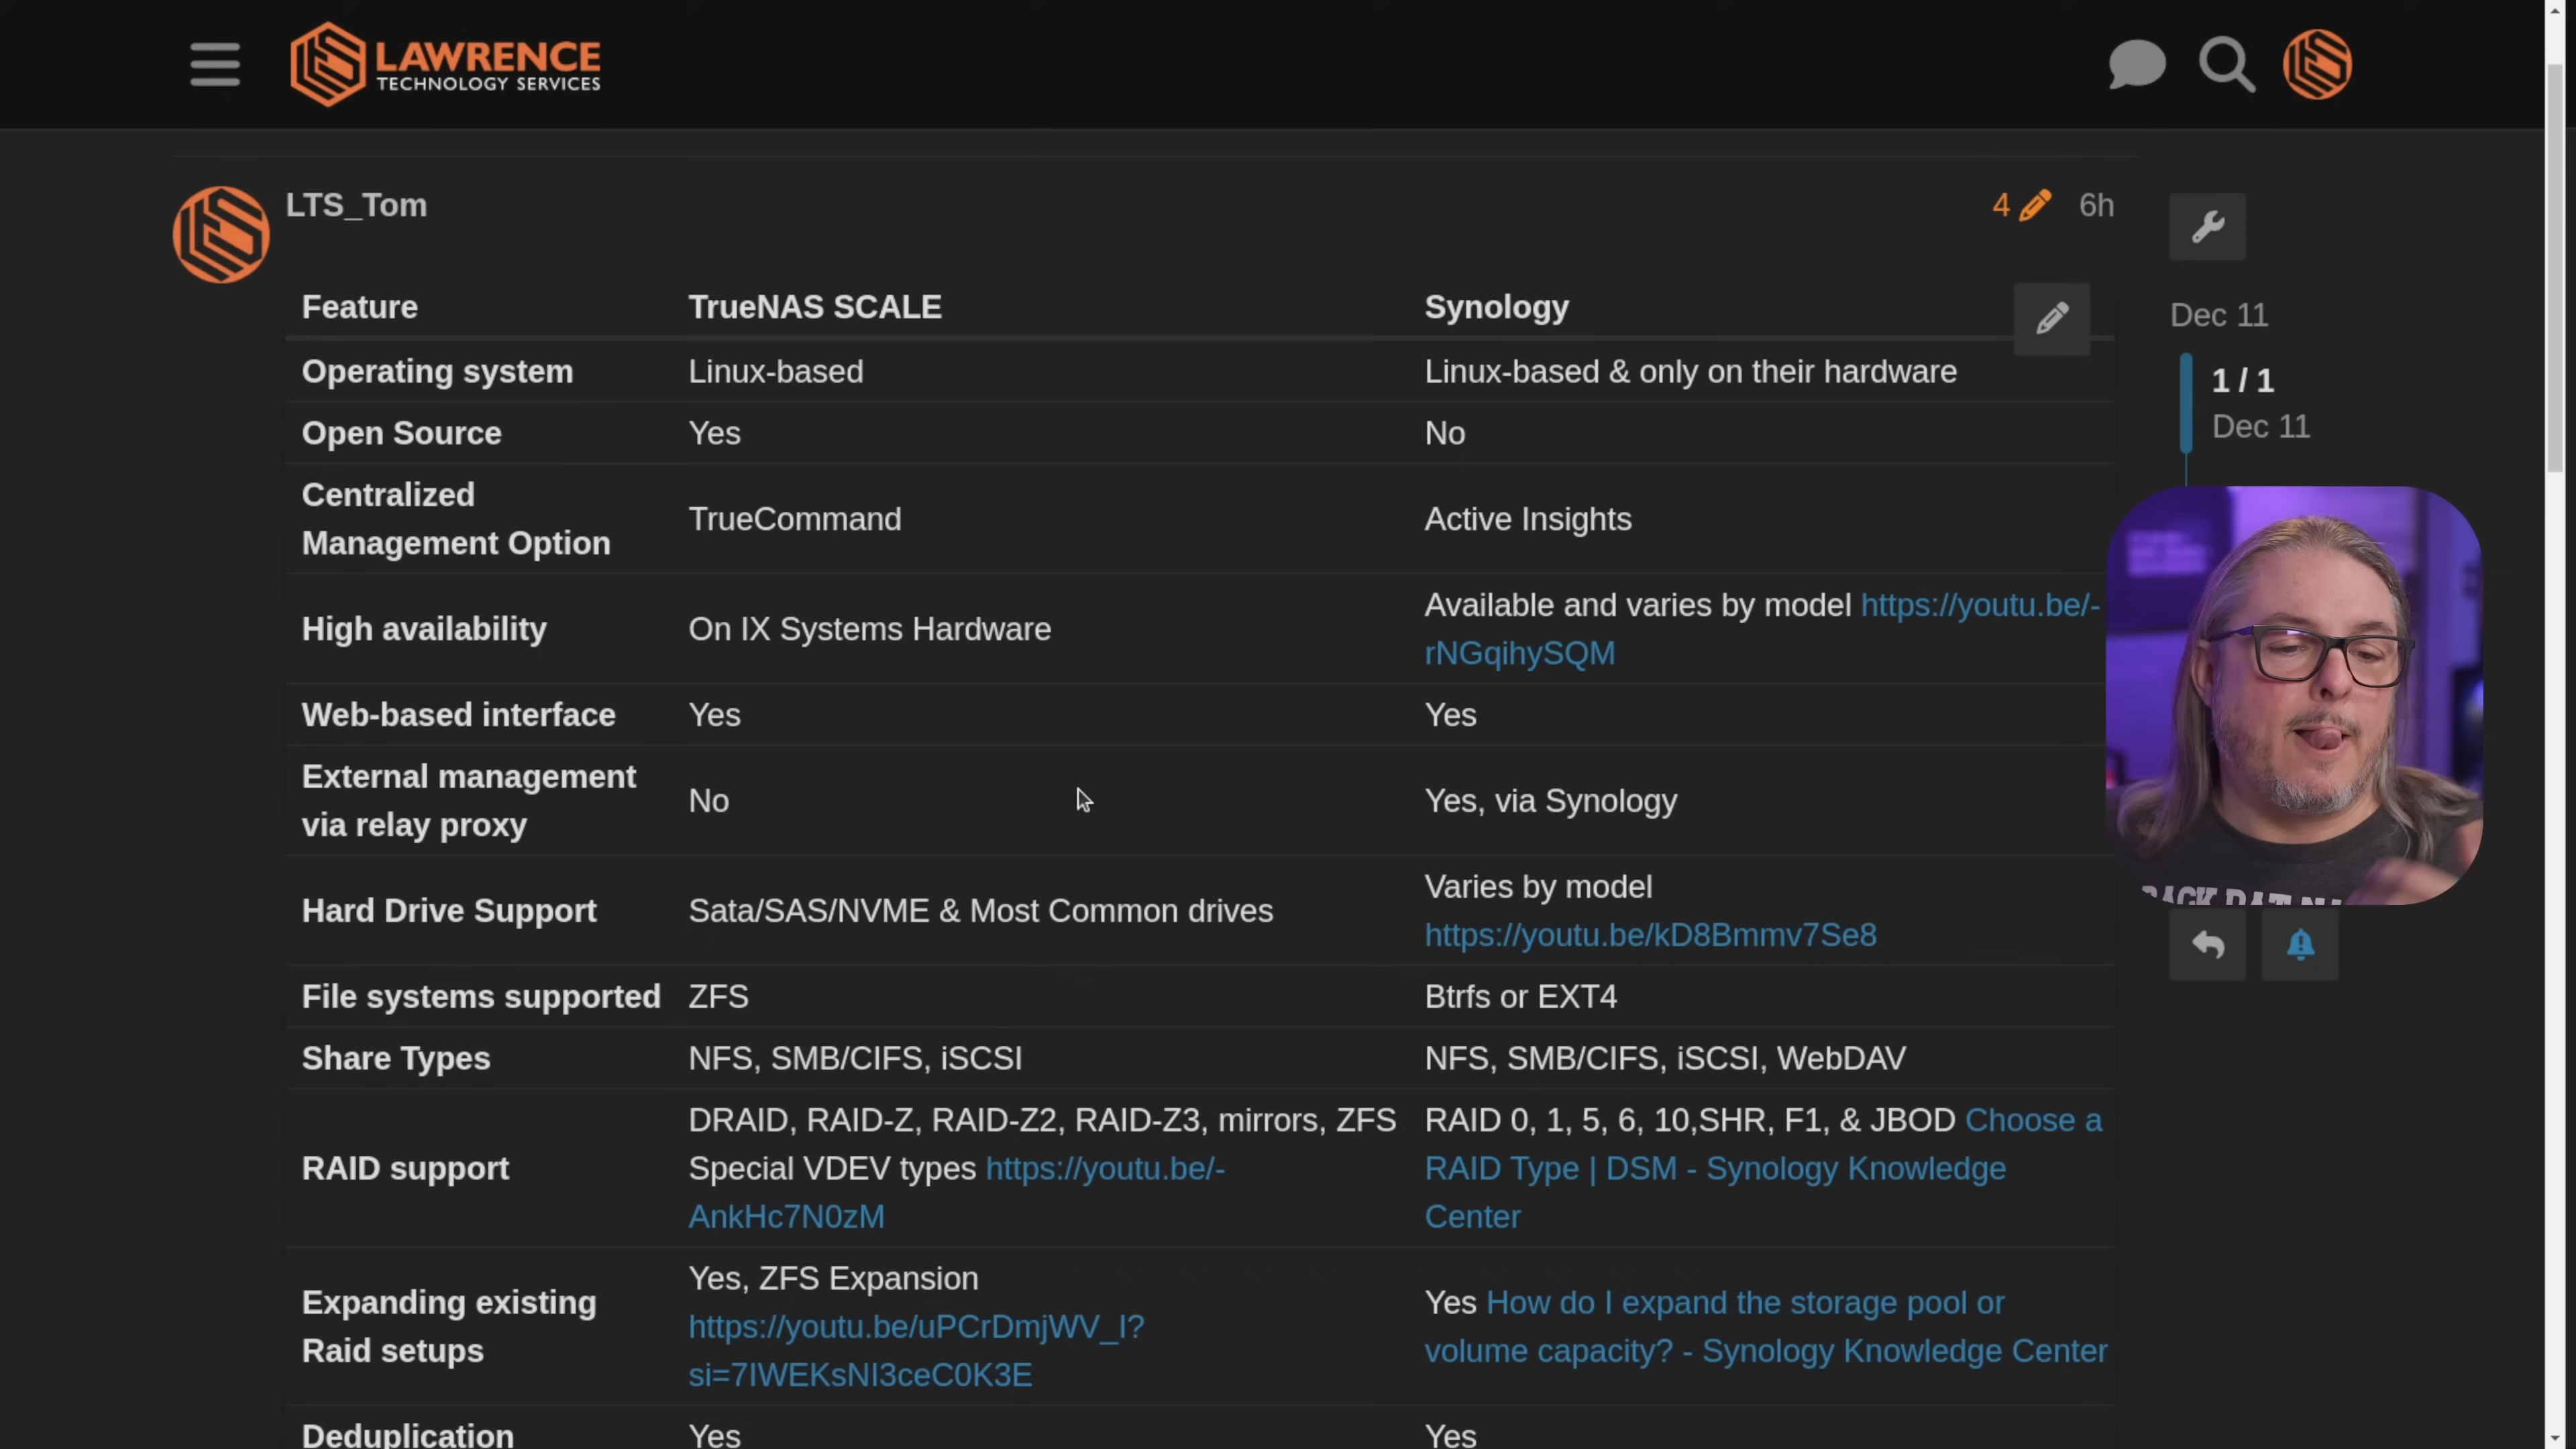 LAWRENCE
TECHNOLOGY SERVICES
LTS_Tom
4
6h
Feature TrueNAS SCALE Synology
Operating system Linux-based Linux-based & only on their hardware
Open Source Yes No
Centralized
Management Option TrueCommand Active Insights
High availability On IX Systems Hardware Available and varies by model https://youtu.be/-
rNGqihySQM
Web-based interface Yes Yes
External management
via relay proxy No Yes, via Synology
Hard Drive Support Sata/SAS/NVME & Most Common drives Varies by model
https://youtu.be/kD8Bmmv7Se8
File systems supported ZFS Btrfs or EXT4
Share Types NFS, SMB/CIFS, iSCSI NFS, SMB/CIFS, iSCSI, WebDAV
RAID support DRAID, RAID-Z, RAID-Z2, RAID-Z3, mirrors, ZFS
Special VDEV types https://youtu.be/-
AnkHc7N0zM
RAID 0, 1, 5, 6, 10,SHR, F1, & JBOD Choose a
RAID Type | DSM - Synology Knowledge
Center
Expanding existing
Raid setups
Yes, ZFS Expansion
https://youtu.be/uPCrDmjWV_I?
si=7IWEKsNI3ceC0K3E
Yes How do I expand the storage pool or
volume capacity? - Synology Knowledge Center
Deduplication Yes Yes
Dec 11
1 / 1
Dec 11